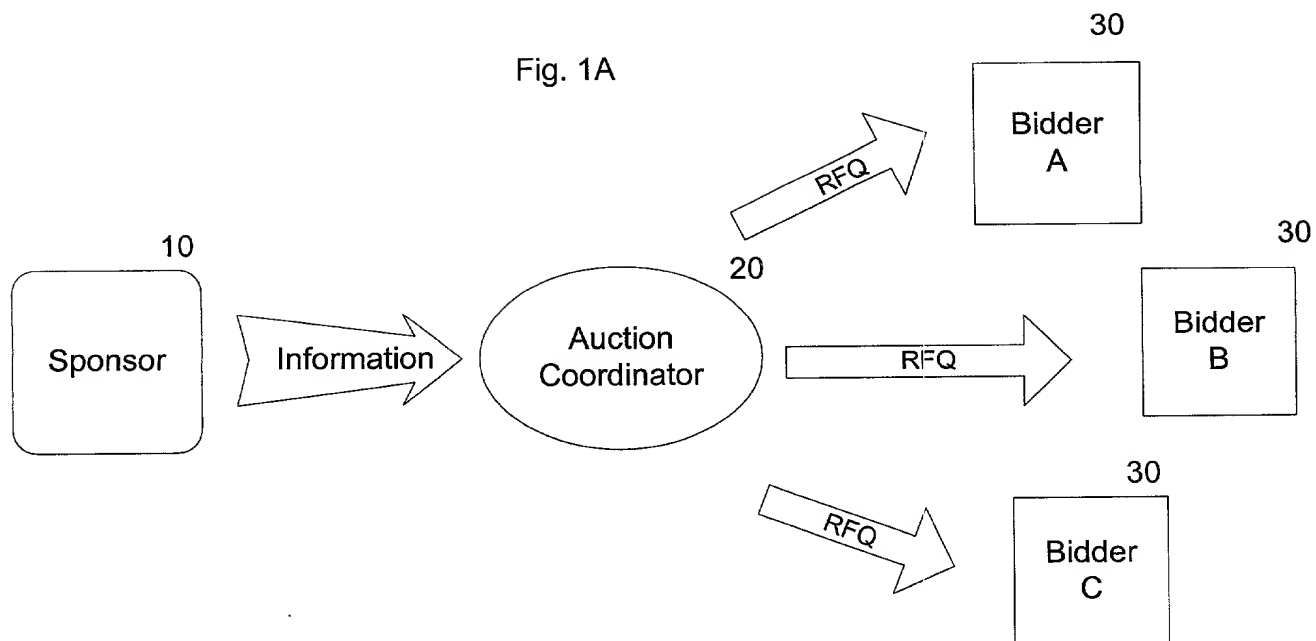 Fig. 1A
30
Bidder
A
RFQ
10
Sponsor
Information
20
Auction
Coordinator
RFQ
30
Bidder
B
RFQ
30
Bidder
C